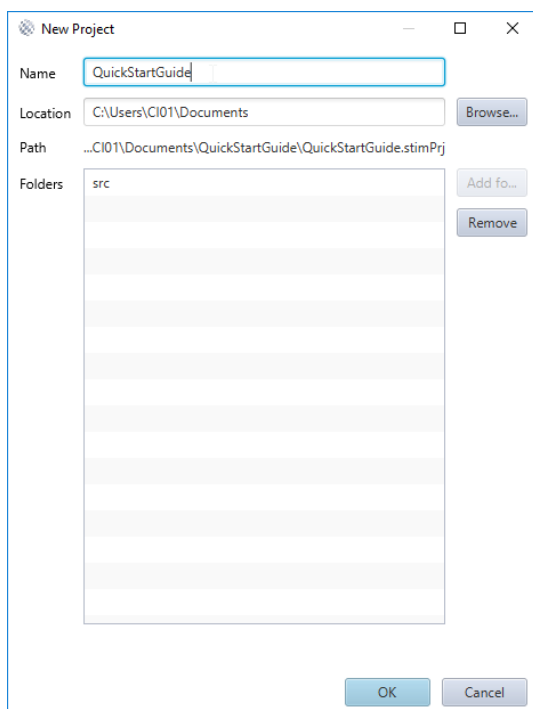 New Project
Name QuickStartGuide
Location C:\Users\CI01\Documents Browse...
Path ...CI01\Documents\QuickStartGuide\QuickStartGuide.stimPrj
Folders src Add fo...
Remove
OK Cancel